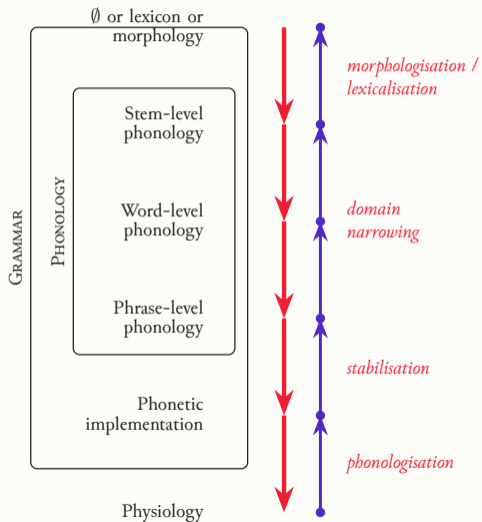 ∅ or lexicon or
morphology
morphologisation /
lexicalisation
Stem-level
phonology
GRAMMAR
PHONOLOGY
Word-level
phonology
domain
narrowing
Phrase-level
phonology
stabilisation
Phonetic
implementation
phonologisation
Physiology